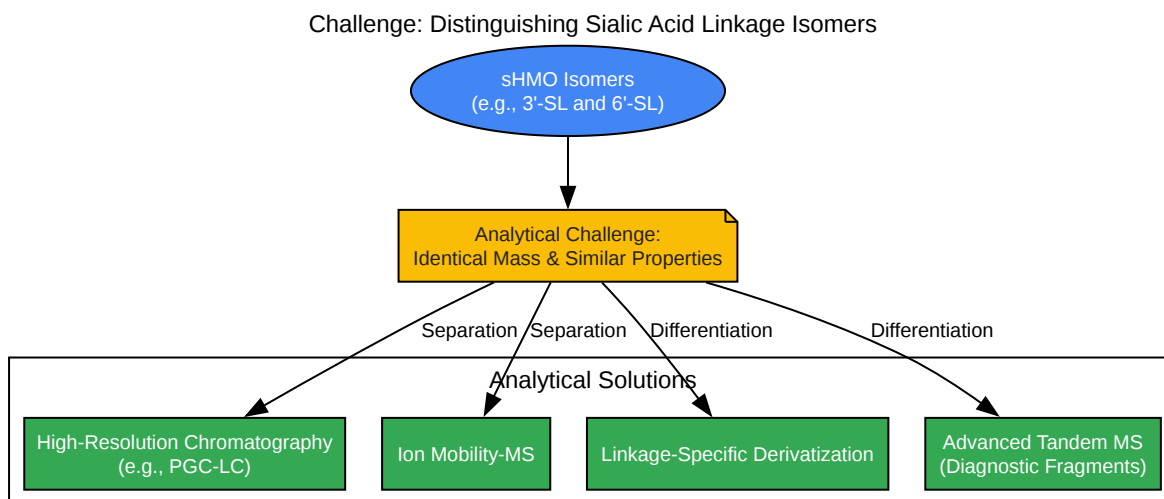 Challenge: Distinguishing Sialic Acid Linkage Isomers
sHMO Isomers
(e.g., 3'-SL and 6'-SL)
Analytical Challenge:
Identical Mass & Similar Properties
Separation
Separation
Differentiation
Differentiation
Analytical Solutions
High-Resolution Chromatography
(e.g., PGC-LC)
Ion Mobility-MS
Linkage-Specific Derivatization
Advanced Tandem MS
(Diagnostic Fragments)